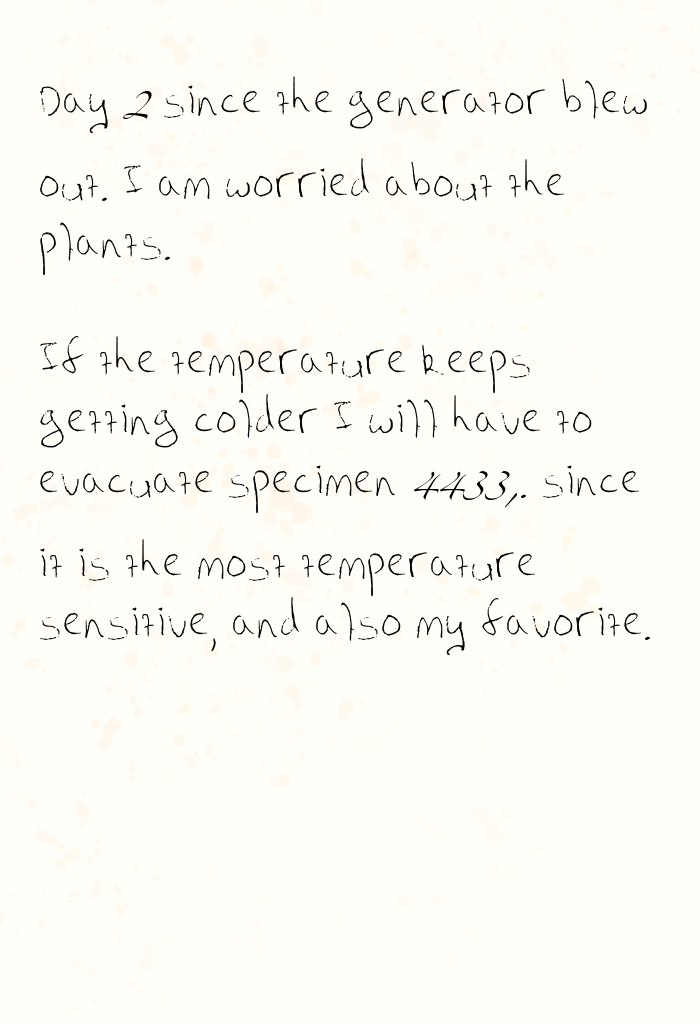 Day 2 since the generator blew
out. I am worried about the
plants.
If the temperature keeps
getting colder I will have to
evacuate specimen 4433,. since
it is the most temperature
sensitive, and also my favorite.